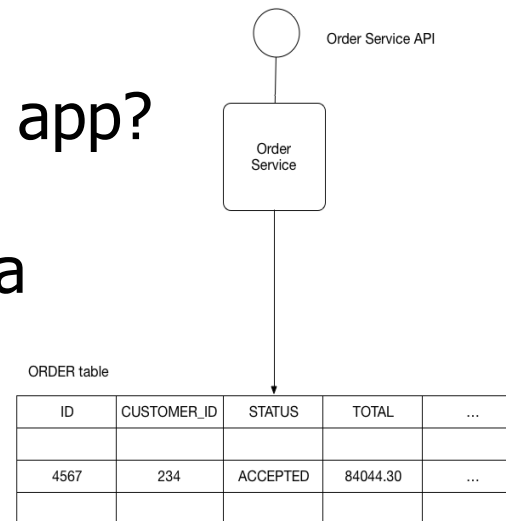 Order Service API
app?
Order
Service
a
ORDER table
ID CUSTOMER_ID STATUS TOTAL ...
4567 234 ACCEPTED 84044.30 ...